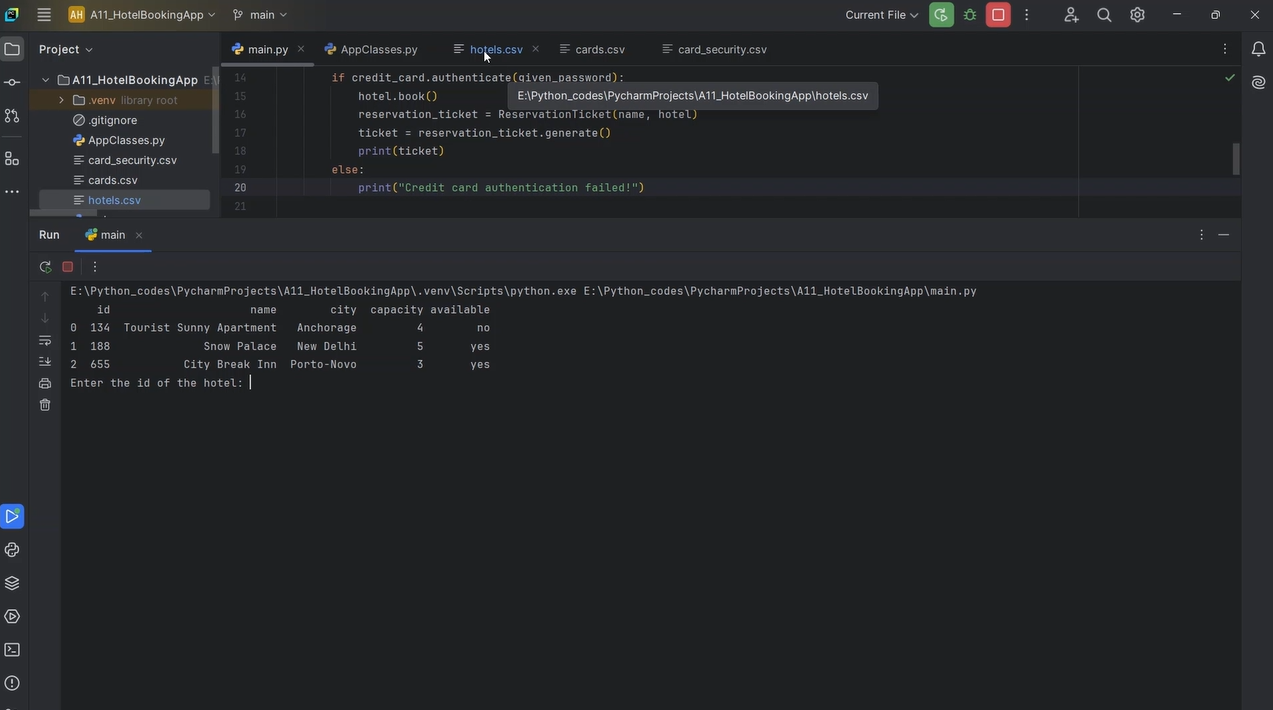 AH A11_HotelBookingApp main Current File
Project main.py AppClasses.py hotels.csv cards.csv card_security.csv
A11_HotelBookingApp E:\
.venv library root
.gitignore
AppClasses.py
card_security.csv
cards.csv
hotels.csv
14 if credit_card.authenticate(given_password):
15 hotel.book()
E:\Python_codes\PycharmProjects\A11_HotelBookingApp\hotels.csv
16 reservation_ticket = ReservationTicket(name, hotel)
17 ticket = reservation_ticket.generate()
18 print(ticket)
19 else:
20 print("Credit card authentication failed!")
21
Run main
E:\Python_codes\PycharmProjects\A11_HotelBookingApp\.venv\Scripts\python.exe E:\Python_codes\PycharmProjects\A11_HotelBookingApp\main.py
id name city capacity available
0 134 Tourist Sunny Apartment Anchorage 4 no
1 188 Snow Palace New Delhi 5 yes
2 655 City Break Inn Porto-Novo 3 yes
Enter the id of the hotel: